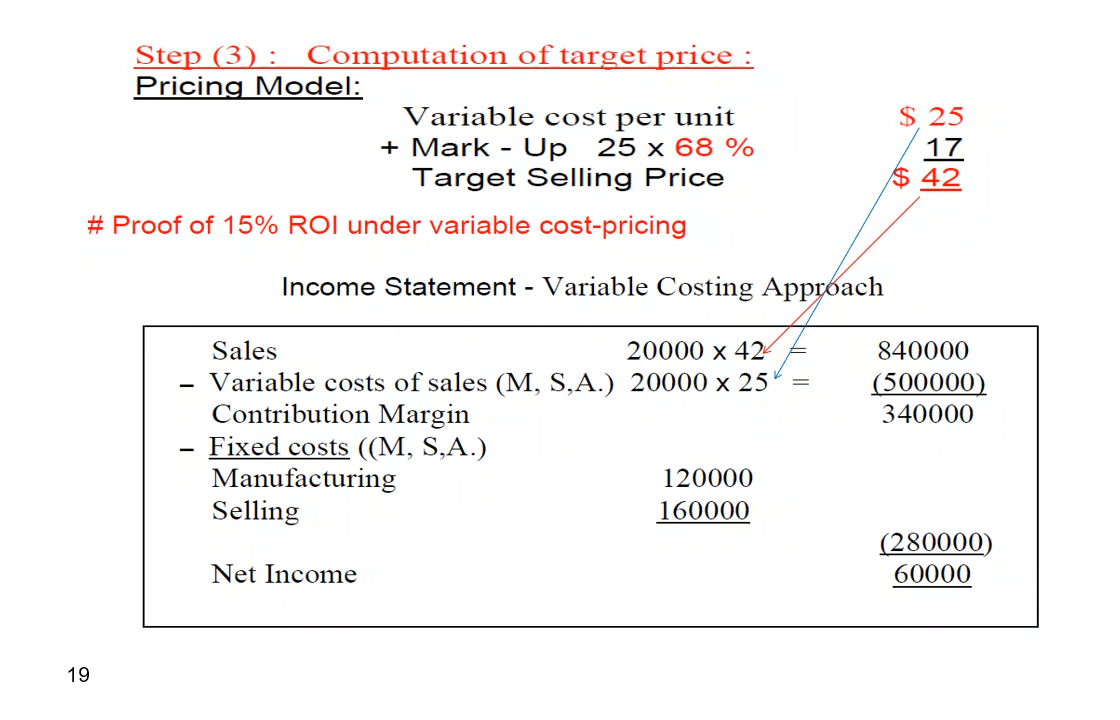 Step (3) : Computation of target price :
Pricing Model:
Variable cost per unit $ 25
+ Mark - Up 25 x 68 % 17
Target Selling Price $ 42
# Proof of 15% ROI under variable cost-pricing
Income Statement - Variable Costing Approach
Sales 20000 x 42 = 840000
– Variable costs of sales (M, S,A.) 20000 x 25 = (500000)
Contribution Margin 340000
– Fixed costs ((M, S,A.)
Manufacturing 120000
Selling 160000
(280000)
Net Income 60000
19